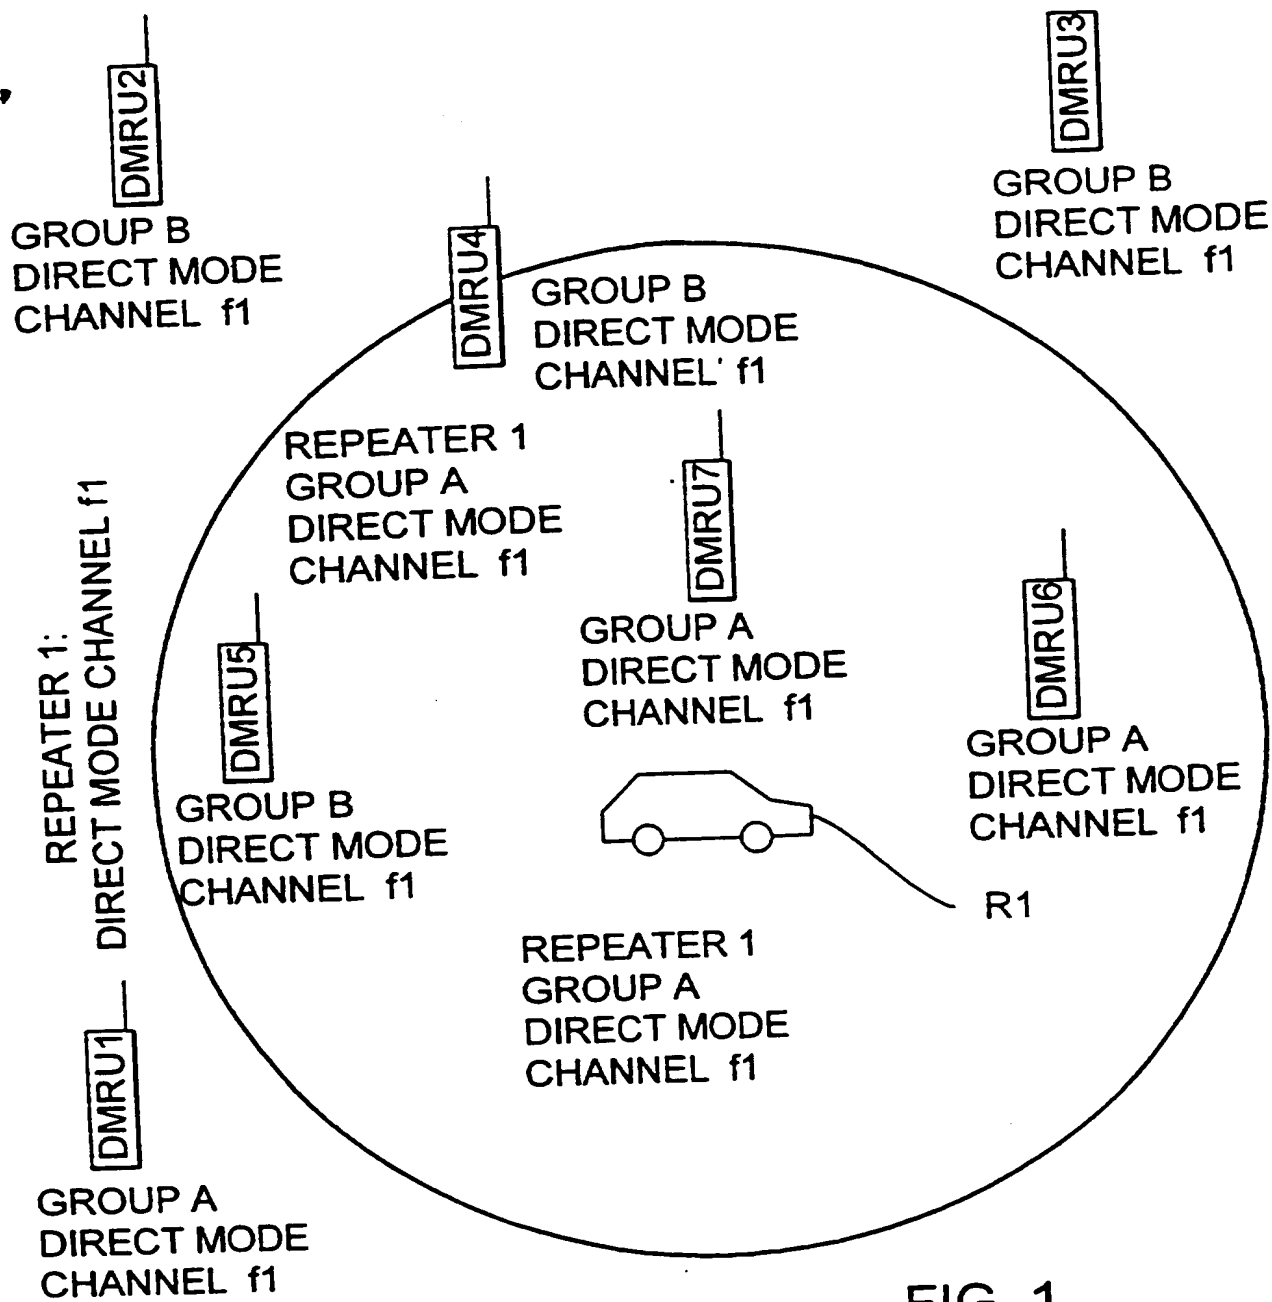 DMRU2
GROUP B
DIRECT MODE
CHANNEL f1
DMRU3
GROUP B
DIRECT MODE
CHANNEL f1
DMRU4
GROUP B
DIRECT MODE
CHANNEL f1
REPEATER 1
GROUP A
DIRECT MODE
CHANNEL f1
DMRU7
GROUP A
DIRECT MODE
CHANNEL f1
DMRU6
GROUP A
DIRECT MODE
CHANNEL f1
REPEATER 1:
DIRECT MODE CHANNEL f1
DMRU5
GROUP B
DIRECT MODE
CHANNEL f1
R1
REPEATER 1
GROUP A
DIRECT MODE
CHANNEL f1
DMRU1
GROUP A
DIRECT MODE
CHANNEL f1
FIG. 1